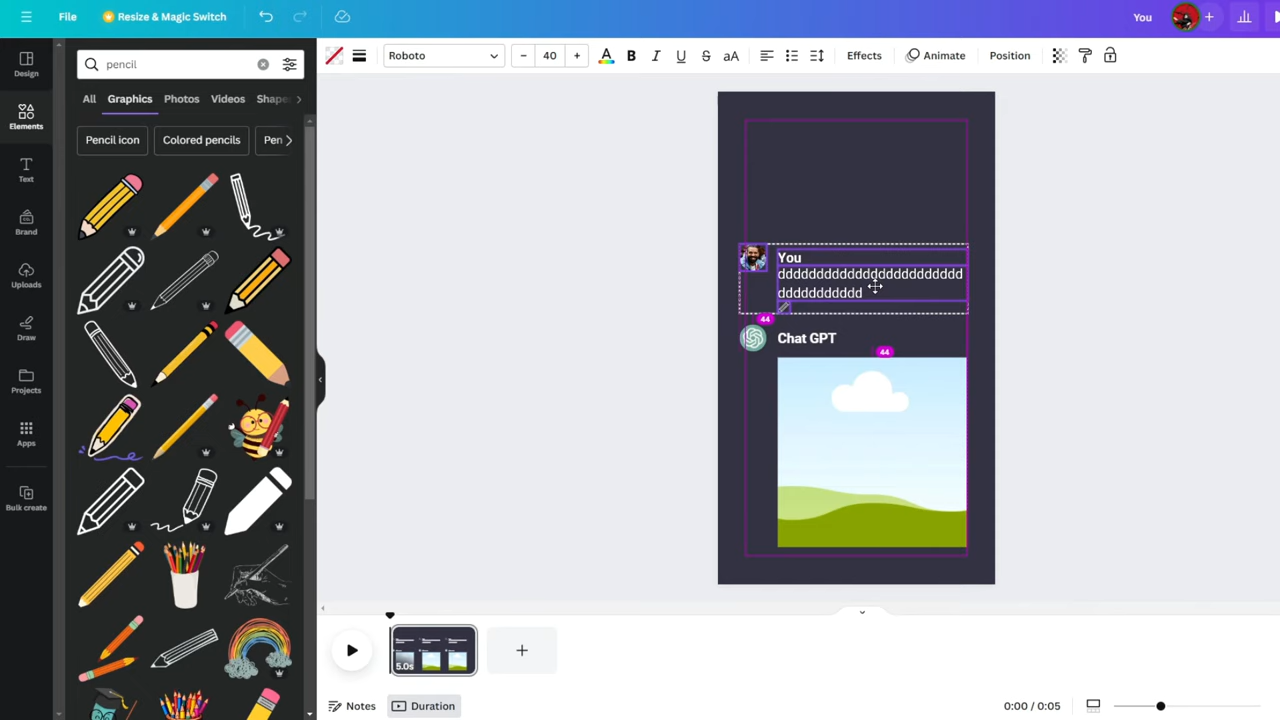 File
Resize & Magic Switch
You
Design
Elements
Text
Brand
Uploads
Draw
Projects
Apps
Bulk create
pencil
All
Graphics
Photos
Videos
Shape
Pencil icon
Colored pencils
Pen
Roboto
40
A
B
I
U
S
aA
Effects
Animate
Position
You
dddddddddddddddddddddddd
ddddddddddd
44
Chat GPT
44
5.0s
Notes
Duration
0:00 / 0:05